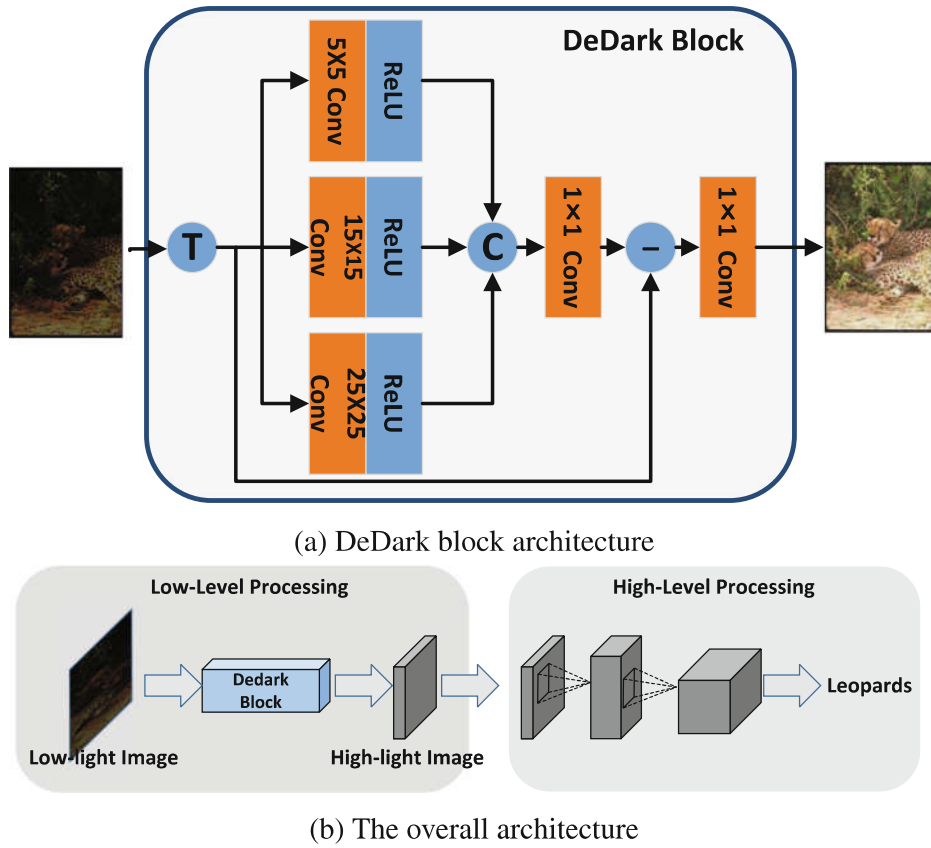 DeDark Block
5X5 Conv
ReLU
T
15X15
Conv
ReLU
C
1×1 Conv
−
1×1 Conv
25X25
Conv
ReLU
(a) DeDark block architecture
Low-Level Processing
High-Level Processing
Dedark
Block
Leopards
Low-light Image
High-light Image
(b) The overall architecture